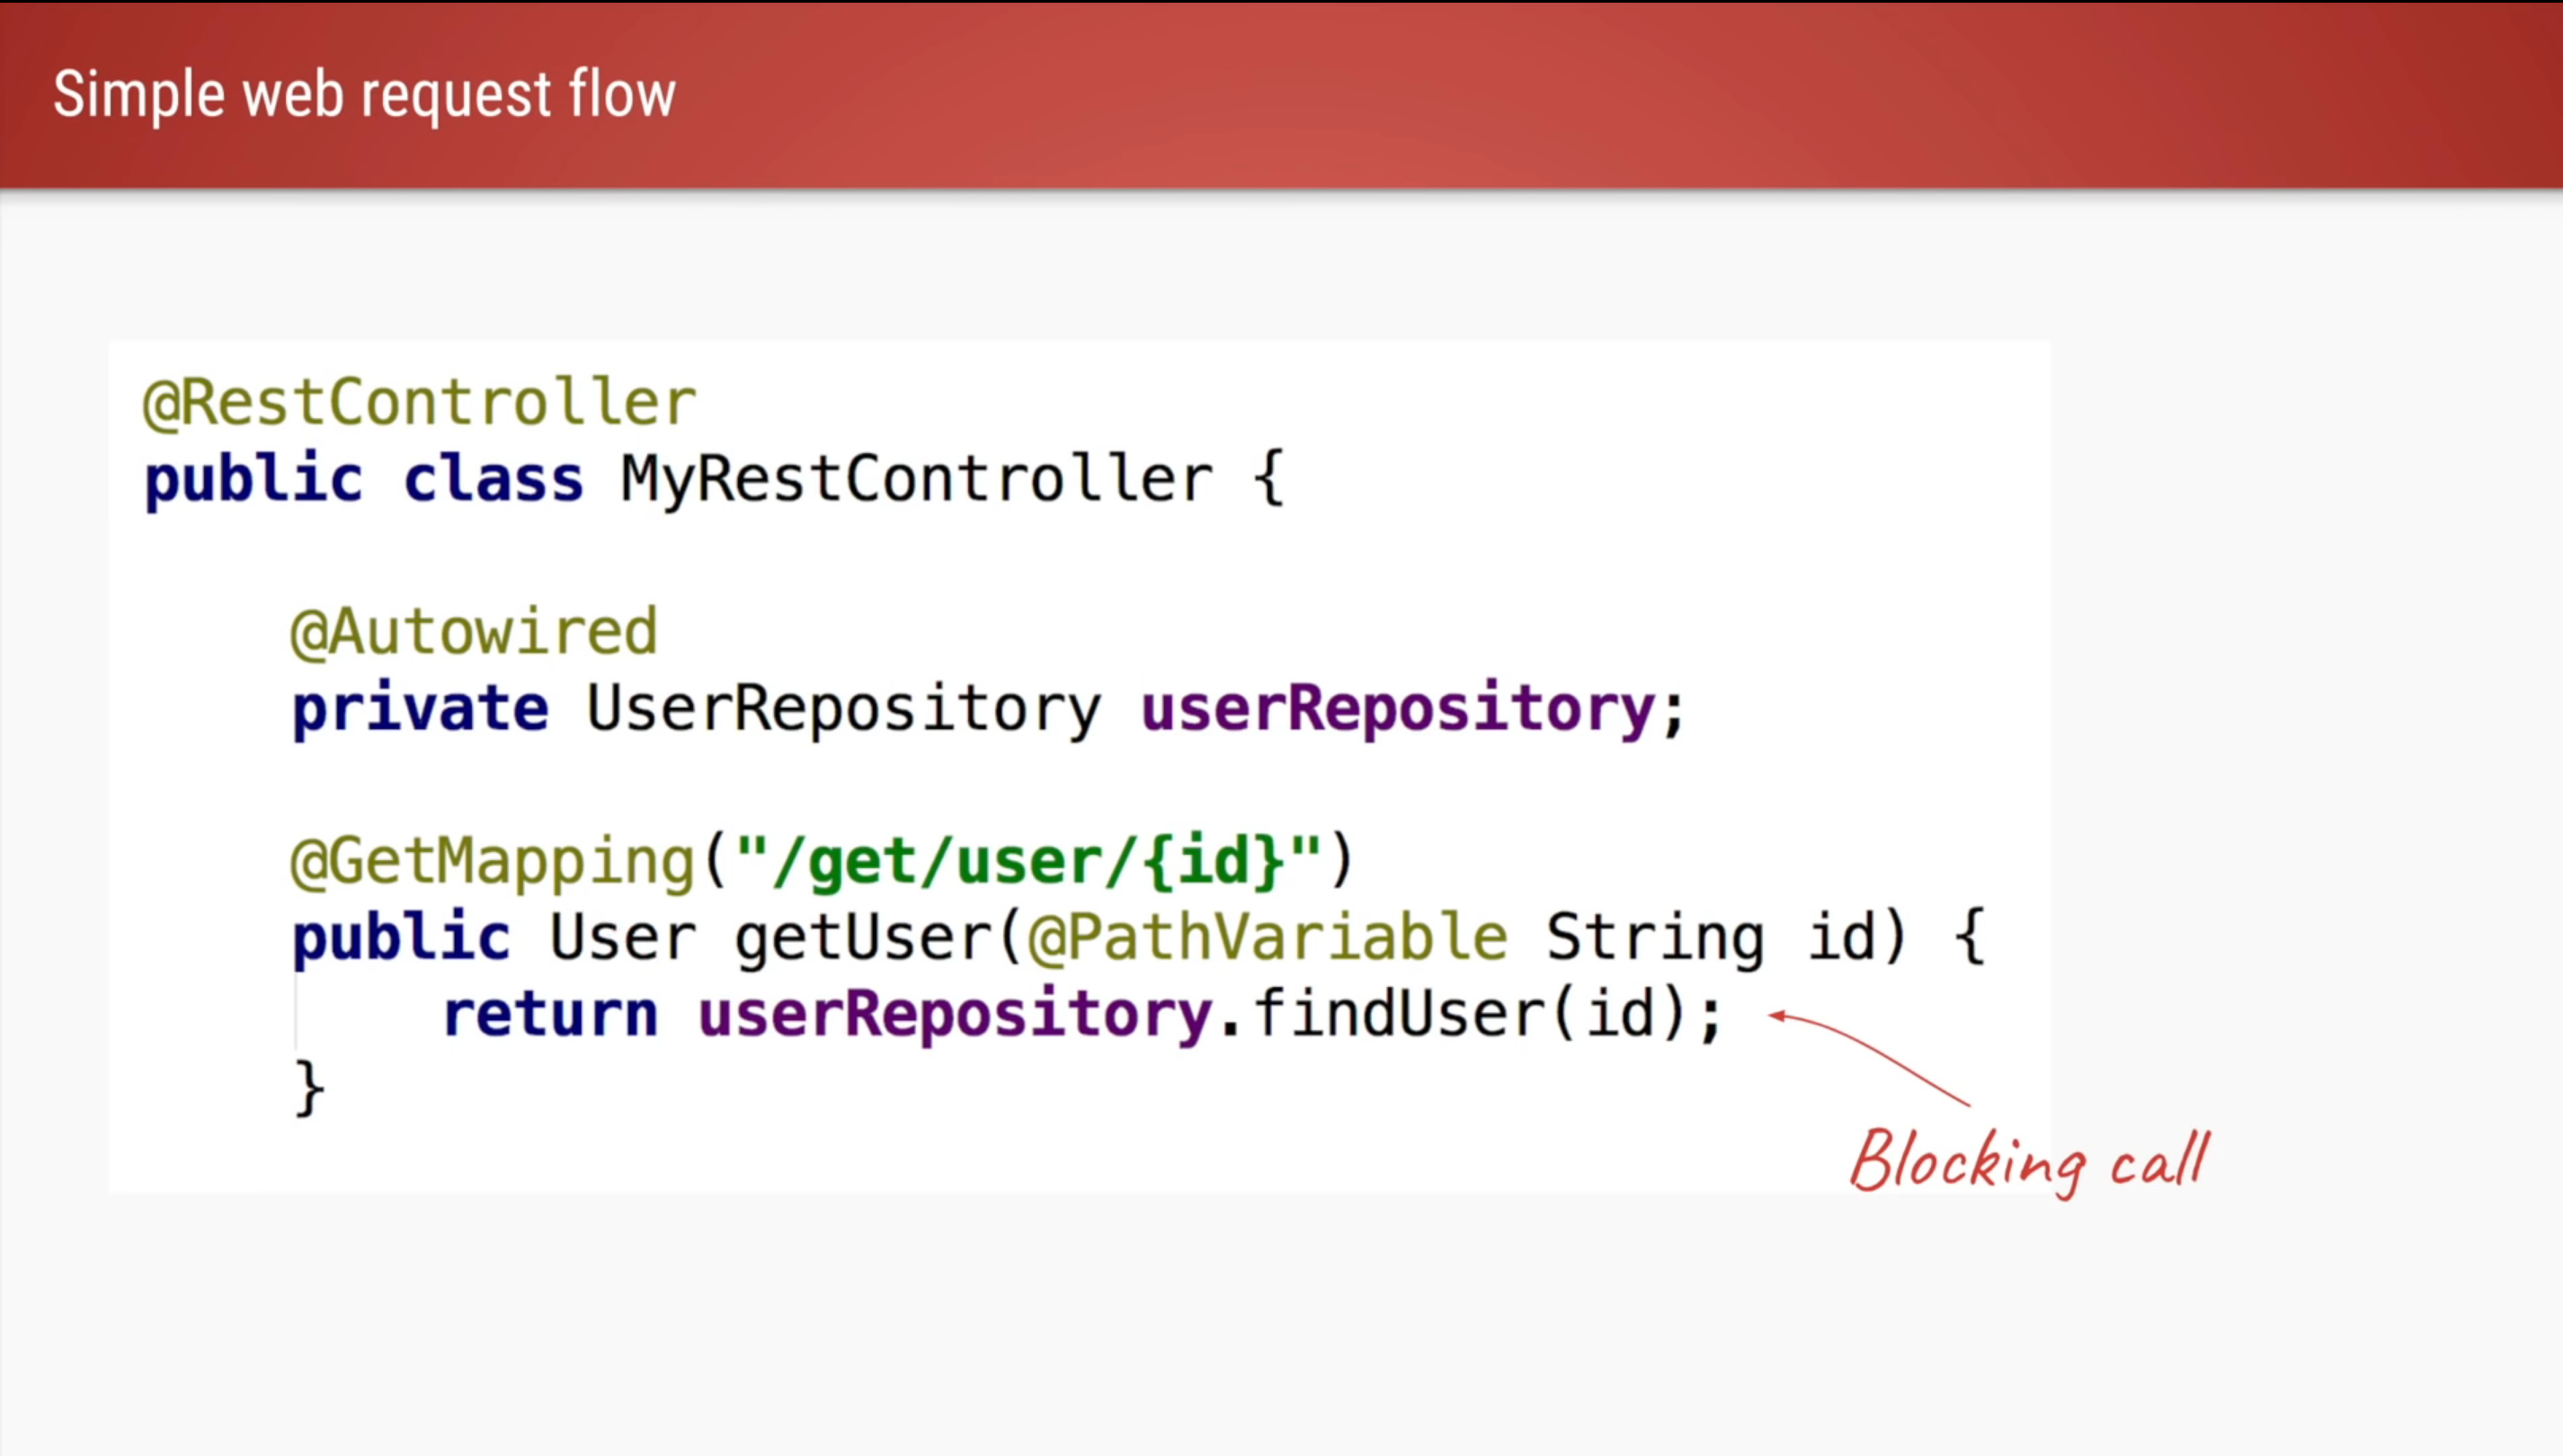 Simple web request flow
@RestController
public class MyRestController {
@Autowired
private UserRepository userRepository;
@GetMapping("/get/user/{id}")
public User getUser(@PathVariable String id) {
return userRepository.findUser(id);
}
Blocking call